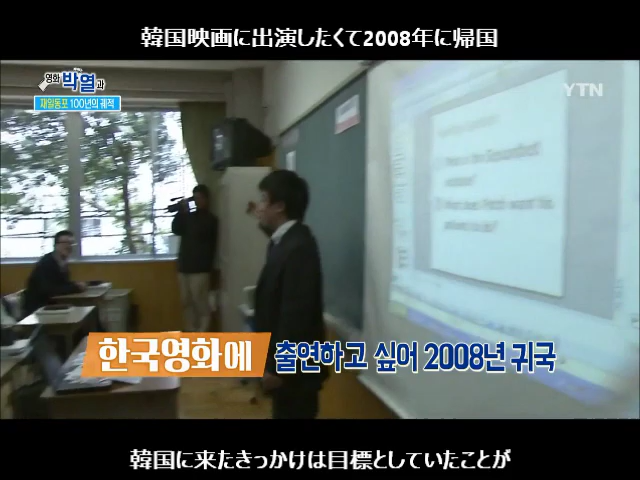 韓国映画に出演したくて2008年に帰国
영화 박열과
재일동포 100년의 궤적
YTN
한국영화에 출연하고 싶어 2008년 귀국
韓国に来たきっかけは目標としていたことが